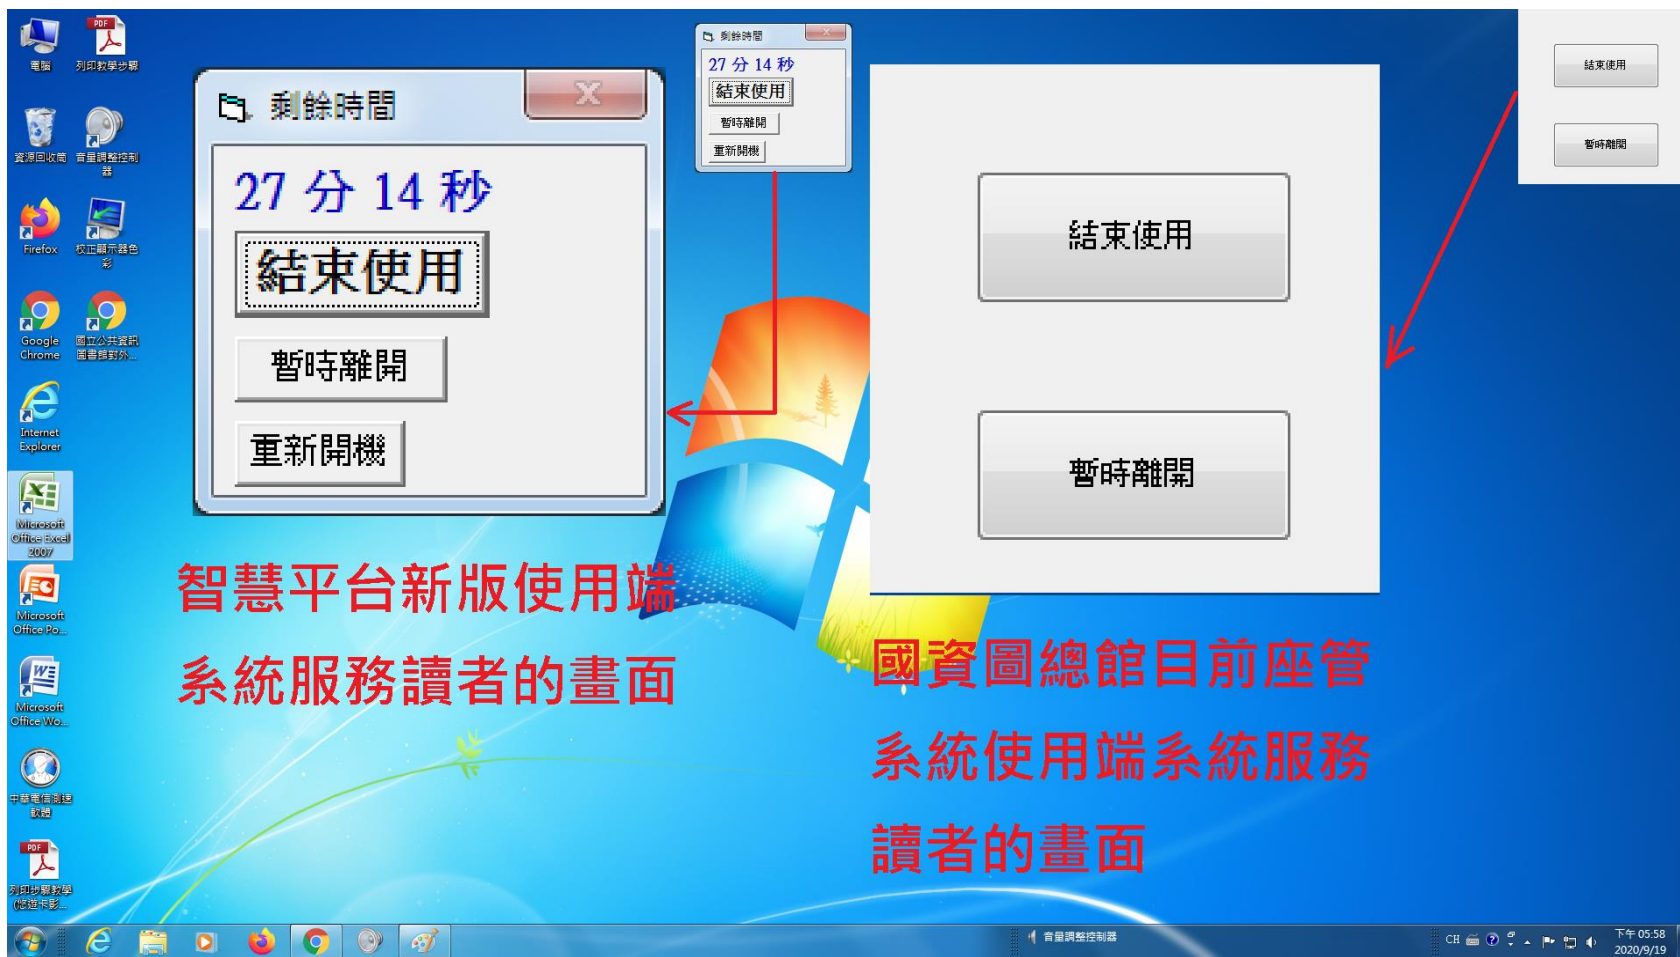 電腦
列印教學步驟
資源回收筒
音量調整控制
器
Firefox
校正顯示器色
彩
Google
Chrome
國立公共資訊
圖書館對外...
Internet
Explorer
Microsoft
Office Excel
2007
Microsoft
Office Po...
Microsoft
Office Wo...
中華電信測速
軟體
列印步驟教學
(悠遊卡影...
剩餘時間
27 分 14 秒
結束使用
暫時離開
重新開機
剩餘時間
27 分 14 秒
結束使用
暫時離開
重新開機
結束使用
暫時離開
結束使用
暫時離開
智慧平台新版使用端
系統服務讀者的畫面
國資圖總館目前座管
系統使用端系統服務
讀者的畫面
音量調整控制器
CH
下午 05:58
2020/9/19